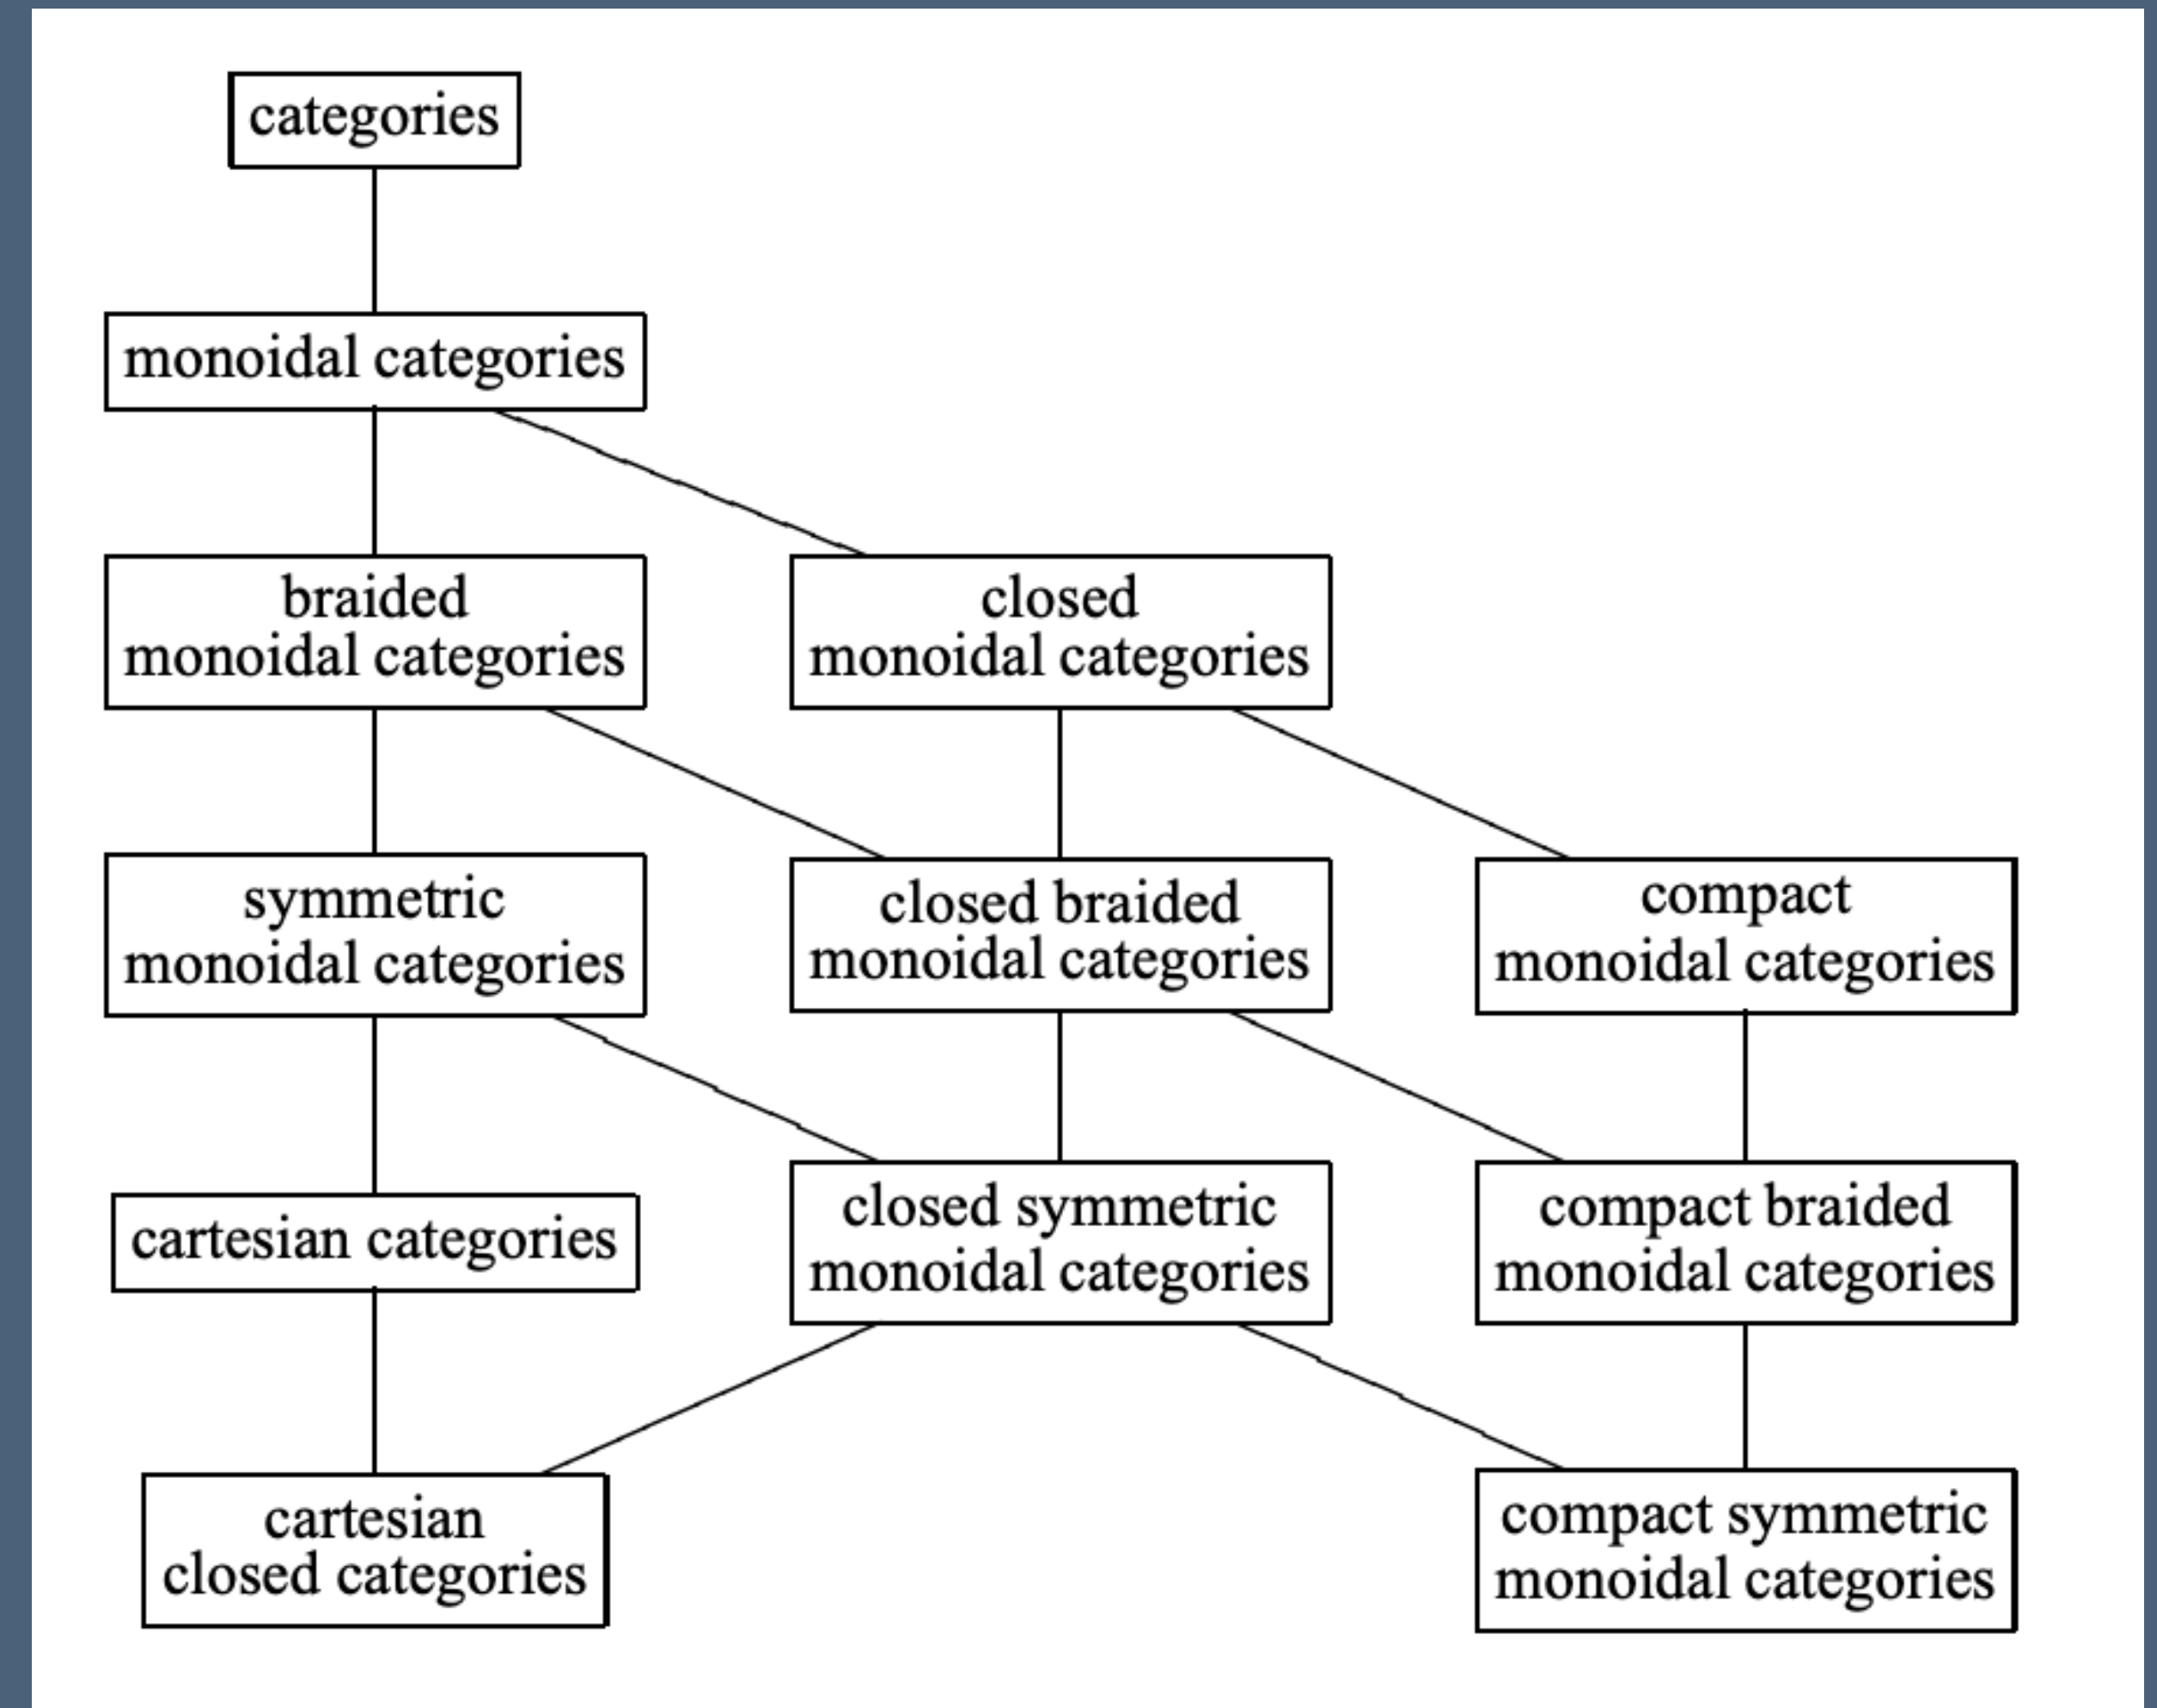 categories
monoidal categories
braided
monoidal categories
closed
monoidal categories
symmetric
monoidal categories
closed braided
monoidal categories
compact
monoidal categories
cartesian categories
closed symmetric
monoidal categories
compact braided
monoidal categories
cartesian
closed categories
compact symmetric
monoidal categories